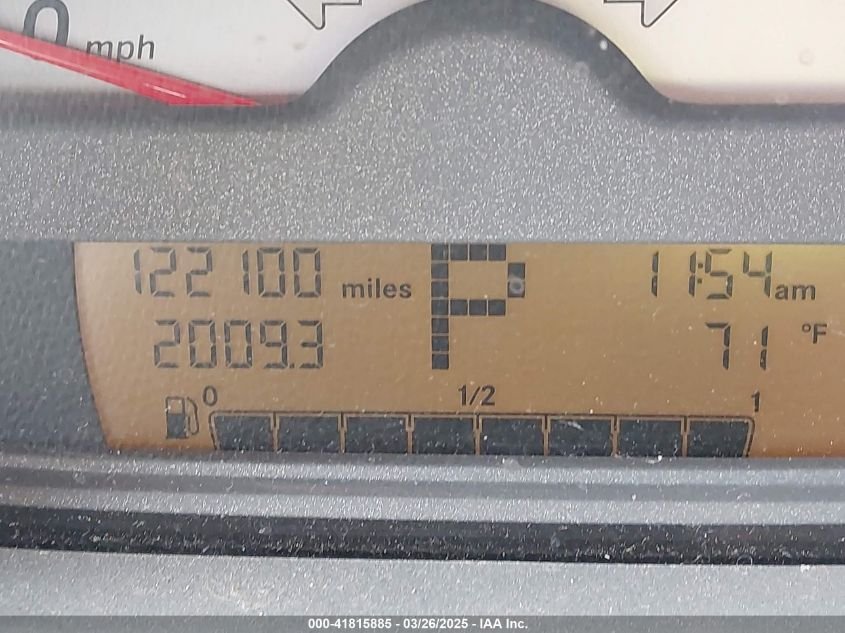 0 mph
122100 miles P 11:54 am
2009.3 71 °F
0 1/2 1
000-41815885 - 03/26/2025 - IAA Inc.